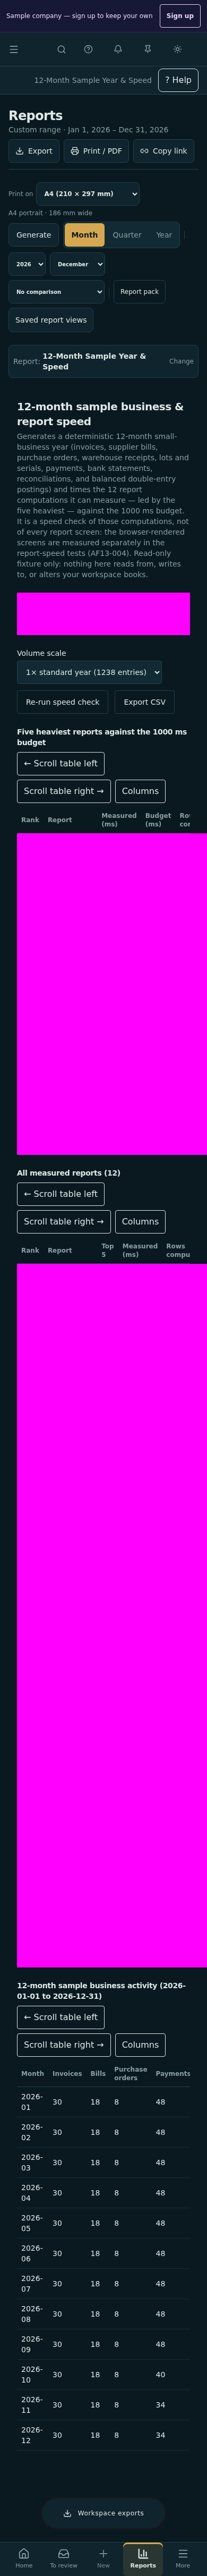 Sample company — sign up to keep your own
Sign up
12-Month Sample Year & Speed
? Help
Reports
Custom range · Jan 1, 2026 – Dec 31, 2026
Export
Print / PDF
Copy link
Print on
A4 (210 × 297 mm)
A4 portrait · 186 mm wide
Generate
Month
Quarter
Year
2026
December
No comparison
Report pack
Saved report views
Report: 12-Month Sample Year & Speed
Change
12-month sample business &
report speed
Generates a deterministic 12-month small-
business year (invoices, supplier bills,
purchase orders, warehouse receipts, lots and
serials, payments, bank statements,
reconciliations, and balanced double-entry
postings) and times the 12 report
computations it can measure — led by the
five heaviest — against the 1000 ms budget.
It is a speed check of those computations, not
of every report screen: the browser-rendered
screens are measured separately in the
report-speed tests (AF13-004). Read-only
fixture only: nothing here reads from, writes
to, or alters your workspace books.
Volume scale
1× standard year (1238 entries)
Re-run speed check
Export CSV
Five heaviest reports against the 1000 ms
budget
← Scroll table left
Scroll table right →
Columns
Rank Report Measured (ms) Budget (ms)
All measured reports (12)
← Scroll table left
Scroll table right →
Columns
Rank Report Top 5 Measured (ms) Rows
12-month sample business activity (2026-
01-01 to 2026-12-31)
← Scroll table left
Scroll table right →
Columns
Month Invoices Bills Purchase orders Payments
2026-01 30 18 8 48
2026-02 30 18 8 48
2026-03 30 18 8 48
2026-04 30 18 8 48
2026-05 30 18 8 48
2026-06 30 18 8 48
2026-07 30 18 8 48
2026-08 30 18 8 48
2026-09 30 18 8 48
2026-10 30 18 8 40
2026-11 30 18 8 34
2026-12 30 18 8 34
Workspace exports
Home
To review
New
Reports
More